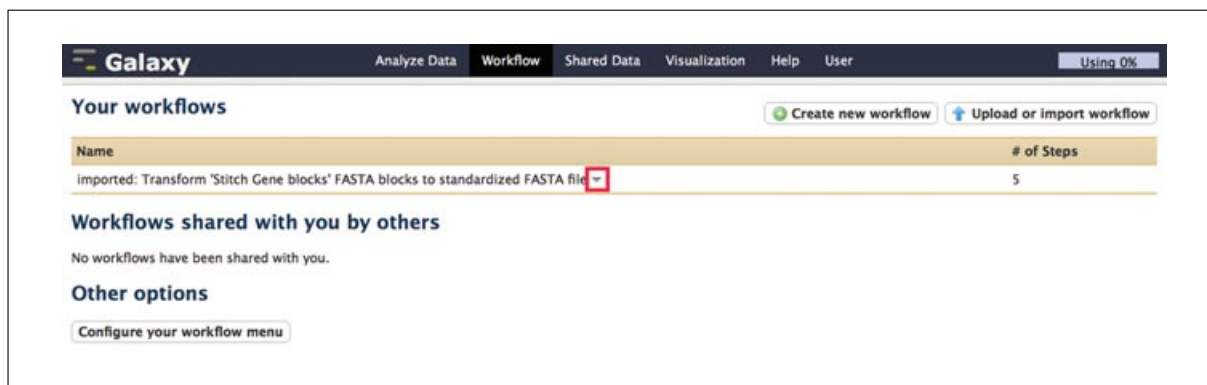 Galaxy Analyze Data Workflow Shared Data Visualization Help User Using 0%
Your workflows Create new workflow Upload or import workflow
Name # of Steps
imported: Transform 'Stitch Gene blocks' FASTA blocks to standardized FASTA file 5
Workflows shared with you by others
No workflows have been shared with you.
Other options
Configure your workflow menu